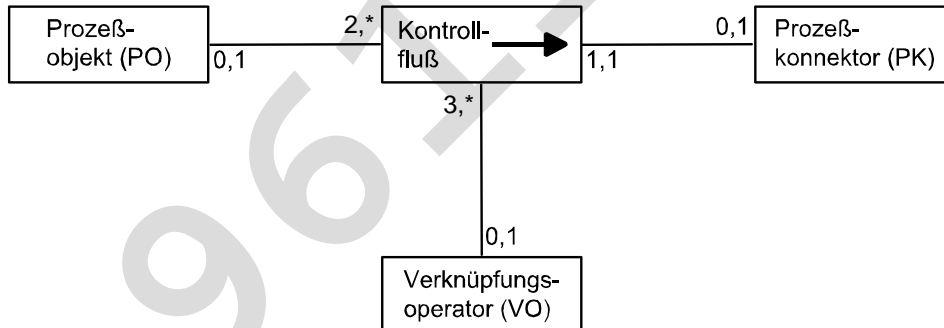 Prozeß-
objekt (PO)
0,1
2,*
Kontroll-
fluß
1,1
0,1
Prozeß-
konnektor (PK)
3,*
0,1
Verknüpfungs-
operator (VO)
961